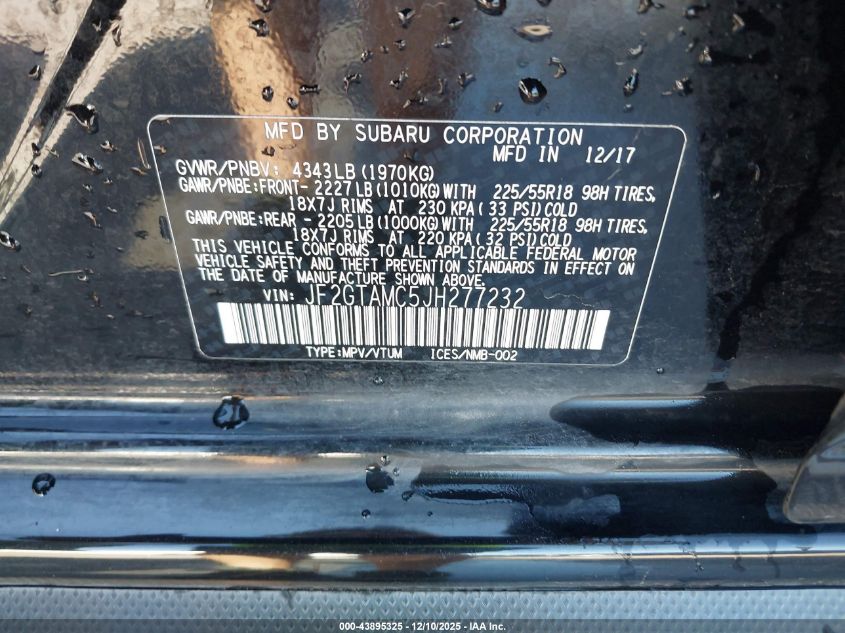 MFD BY SUBARU CORPORATION
MFD IN 12/17
GVWR/PNBV: 4343LB (1970KG)
GAWR/PNBE:FRONT- 2227LB(1010KG)WITH 225/55R18 98H TIRES,
18X7J RIMS AT 230 KPA( 33 PSI)COLD
GAWR/PNBE:REAR - 2205LB(1000KG)WITH 225/55R18 98H TIRES,
18X7J RIMS AT 220 KPA( 32 PSI)COLD
THIS VEHICLE CONFORMS TO ALL APPLICABLE FEDERAL MOTOR
VEHICLE SAFETY AND THEFT PREVENTION STANDARDS IN EFFECT ON
THE DATE OF MANUFACTURE SHOWN ABOVE.
VIN: JF2GTAMC5JH277232
TYPE:MPV/VTUM ICES/NMB-002
000-43895325 - 12/10/2025 - IAA Inc.